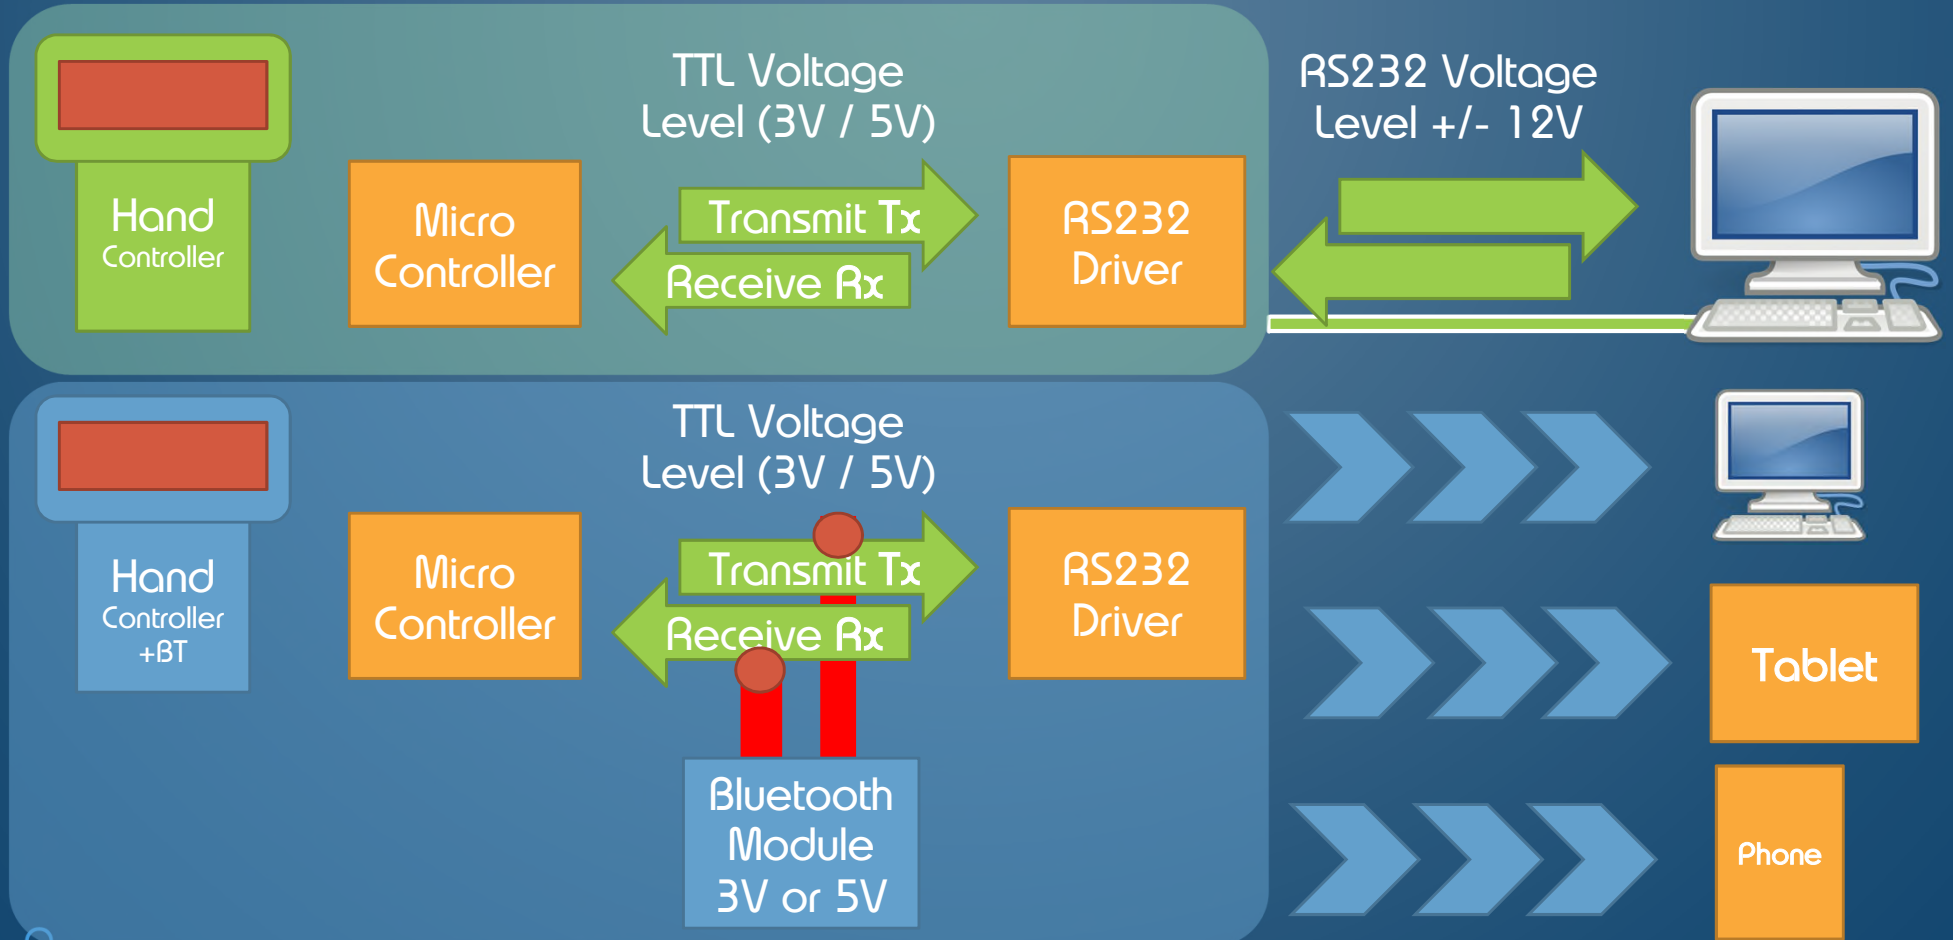 TTL Voltage
Level (3V / 5V)
RS232 Voltage
Level +/- 12V
Hand
Controller
Micro
Controller
Transmit Tx
Receive Rx
RS232
Driver
TTL Voltage
Level (3V / 5V)
Hand
Controller
+BT
Micro
Controller
Transmit Tx
Receive Rx
RS232
Driver
Tablet
Bluetooth
Module
3V or 5V
Phone